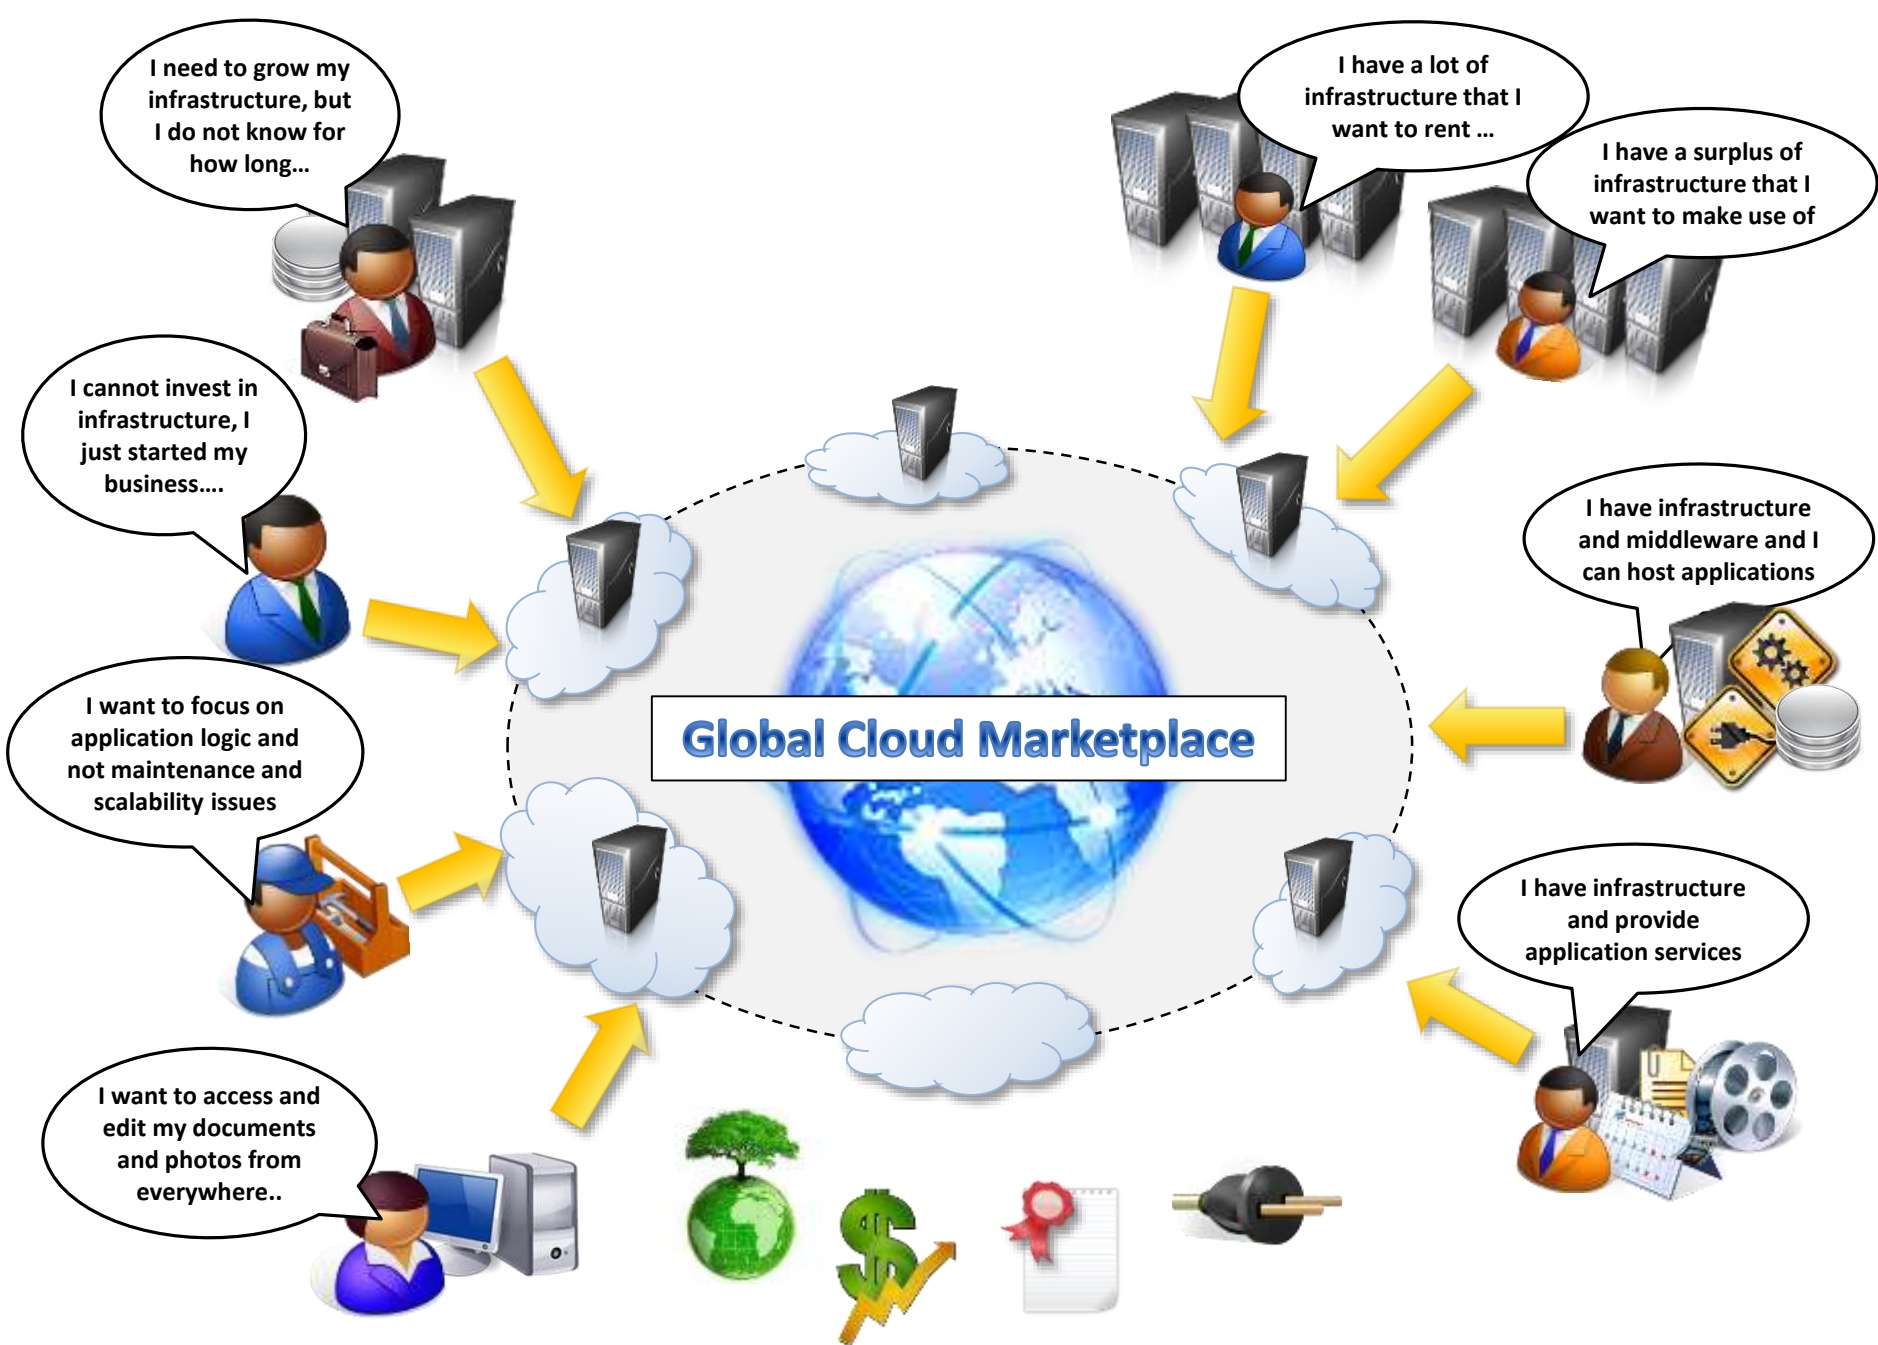 I need to grow my
infrastructure, but
I do not know for
how long…
I have a lot of
infrastructure that I
want to rent …
I have a surplus of
infrastructure that I
want to make use of
I cannot invest in
infrastructure, I
just started my
business….
I have infrastructure
and middleware and I
can host applications
I want to focus on
application logic and
not maintenance and
scalability issues
Global Cloud Marketplace
I have infrastructure
and provide
application services
I want to access and
edit my documents
and photos from
everywhere..